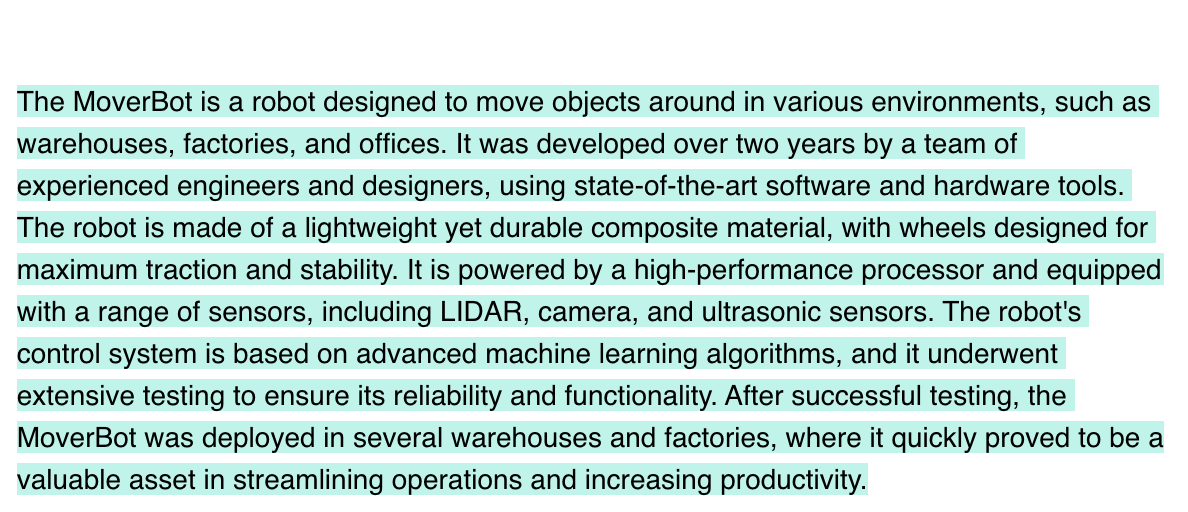 The MoverBot is a robot designed to move objects around in various environments, such as
warehouses, factories, and offices. It was developed over two years by a team of
experienced engineers and designers, using state-of-the-art software and hardware tools.
The robot is made of a lightweight yet durable composite material, with wheels designed for
maximum traction and stability. It is powered by a high-performance processor and equipped
with a range of sensors, including LIDAR, camera, and ultrasonic sensors. The robot's
control system is based on advanced machine learning algorithms, and it underwent
extensive testing to ensure its reliability and functionality. After successful testing, the
MoverBot was deployed in several warehouses and factories, where it quickly proved to be a
valuable asset in streamlining operations and increasing productivity.